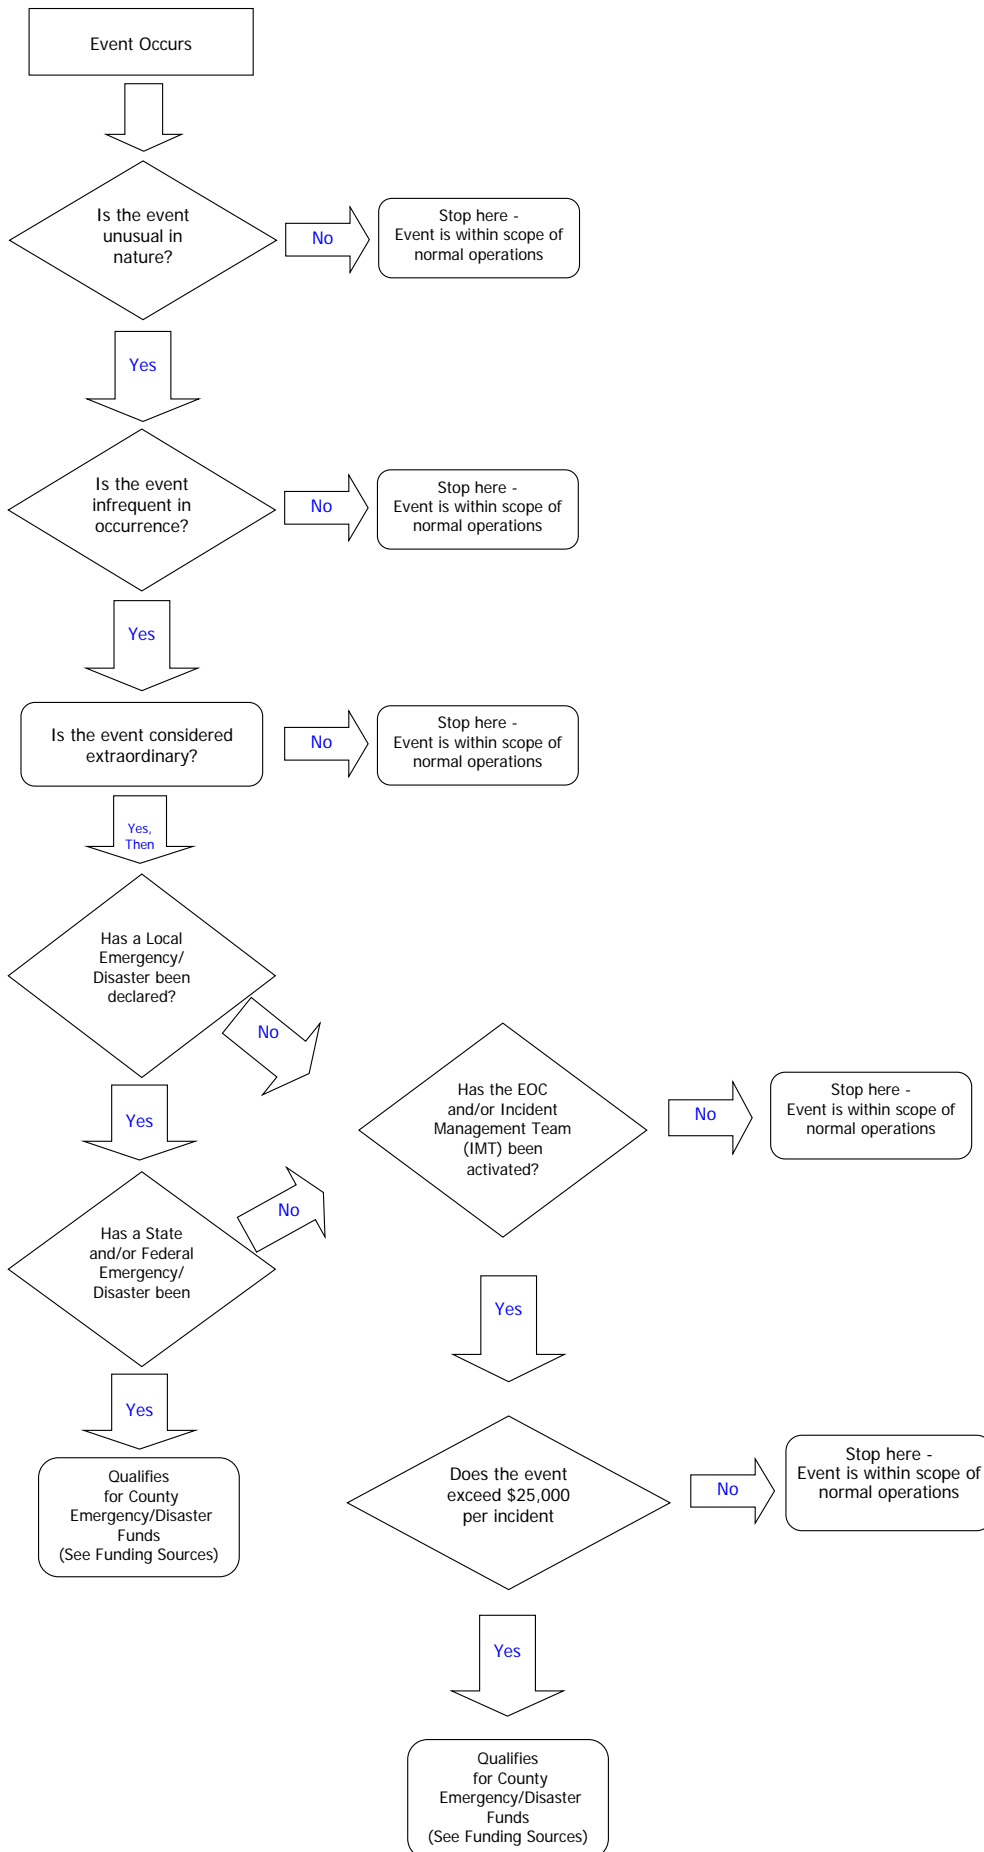 Event Occurs
Is the event
unusual in
nature?
No
Stop here -
Event is within scope of
normal operations
Yes
Is the event
infrequent in
occurrence?
No
Stop here -
Event is within scope of
normal operations
Yes
Is the event considered
extraordinary?
No
Stop here -
Event is within scope of
normal operations
Yes,
Then
Has a Local
Emergency/
Disaster been
declared?
No
Yes
Has the EOC
and/or Incident
Management Team
(IMT) been
activated?
No
Stop here -
Event is within scope of
normal operations
Has a State
and/or Federal
Emergency/
Disaster been
No
Yes
Yes
Qualifies
for County
Emergency/Disaster
Funds
(See Funding Sources)
Does the event
exceed $25,000
per incident
No
Stop here -
Event is within scope of
normal operations
Yes
Qualifies
for County
Emergency/Disaster
Funds
(See Funding Sources)